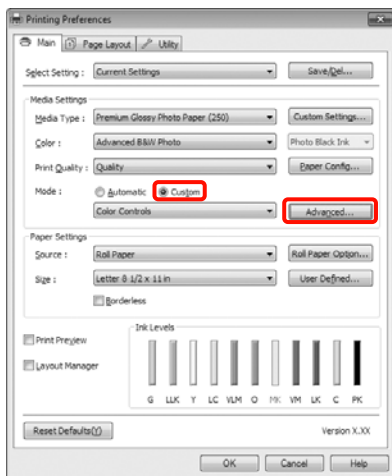 Printing Preferences
Main Page Layout Utility
Select Setting : Current Settings Save/Del...
Media Settings
Media Type : Premium Glossy Photo Paper (250) Custom Settings...
Color : Advanced B&W Photo Photo Black Ink
Print Quality : Quality Paper Config...
Mode : Automatic Custom
Color Controls Advanced...
Paper Settings
Source : Roll Paper Roll Paper Option...
Size : Letter 8 1/2 x 11 in User Defined...
Borderless
Print Preview
Layout Manager
Ink Levels
G LLK Y LC VLM O MK VM LK C PK
Reset Defaults(Y) Version X.XX
OK Cancel Help